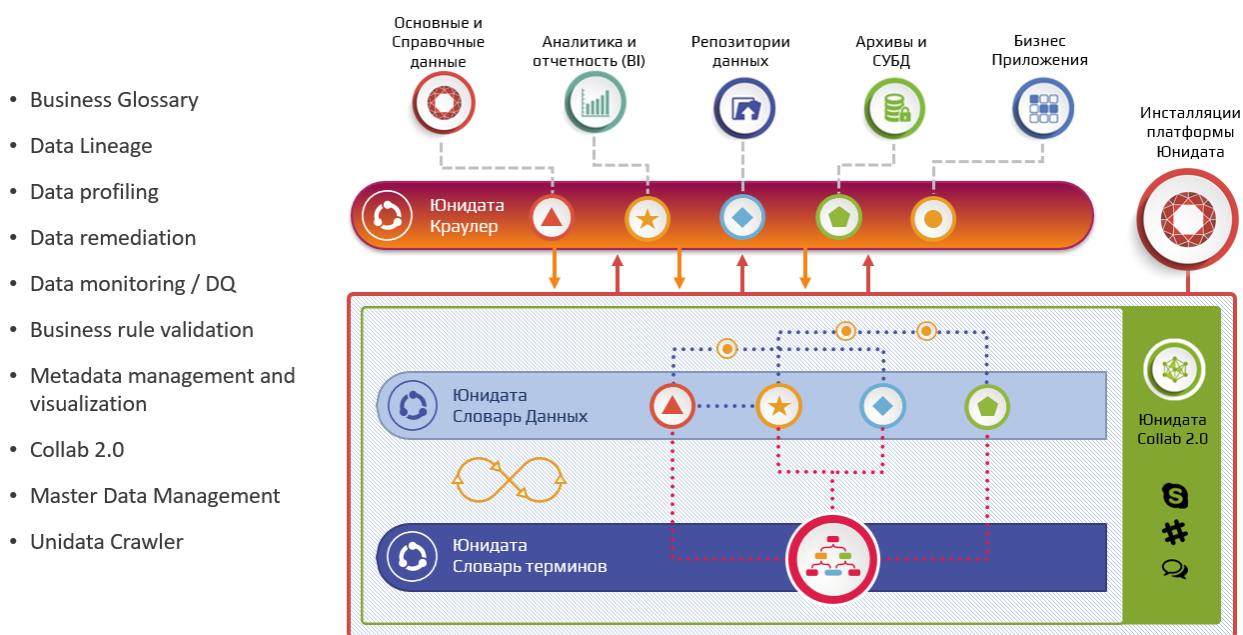 Business Glossary
Data Lineage
Data profiling
Data remediation
Data monitoring / DQ
Business rule validation
Metadata management and
visualization
Collab 2.0
Master Data Management
Unidata Crawler
Основные и
Справочные
данные
Аналитика и
отчетность (BI)
Репозитории
данных
Архивы и
СУБД
Бизнес
Приложения
Инсталляции
платформы
Юнидата
Юнидата
Краулер
Юнидата
Словарь Данных
Юнидата
Collab 2.0
Юнидата
Словарь терминов